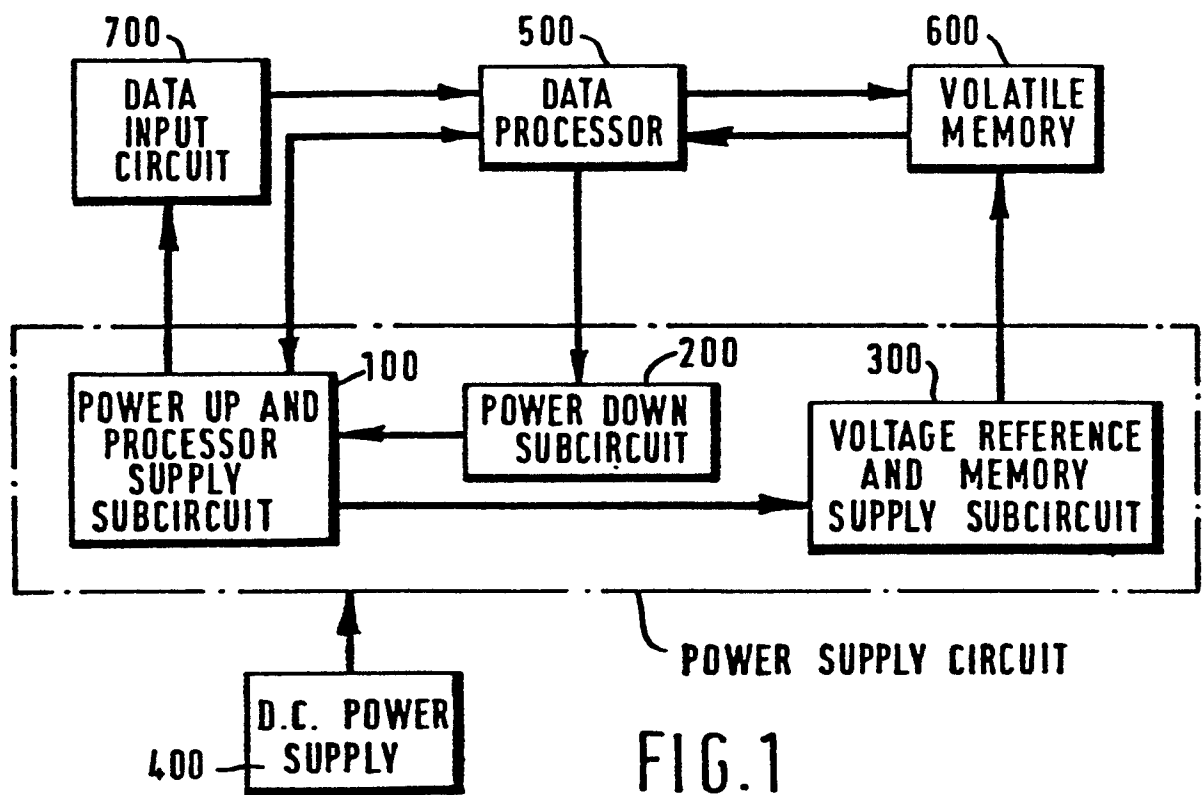 700
500
600
DATA
INPUT
CIRCUIT
DATA
PROCESSOR
VOLATILE
MEMORY
100
200
300
POWER UP AND
PROCESSOR
SUPPLY
SUBCIRCUIT
POWER DOWN
SUBCIRCUIT
VOLTAGE REFERENCE
AND MEMORY
SUPPLY SUBCIRCUIT
POWER SUPPLY CIRCUIT
D.C. POWER
SUPPLY
400
FIG.1